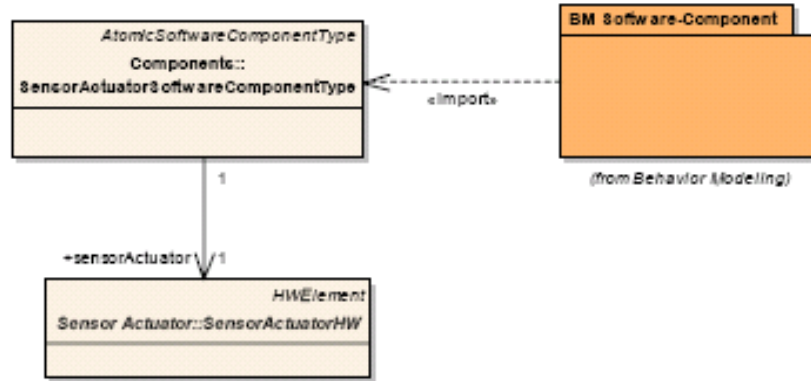 AtomicSoftwareComponentType
Components::
SensorActuatorSoftwareComponentType
BM Software-Component
«import»
(from Behavior Modeling)
1
+sensorActuator
1
HWElement
Sensor Actuator::SensorActuatorHW